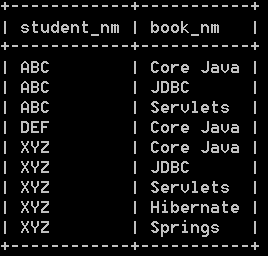 +------------+-----------+
| student_nm | book_nm   |
+------------+-----------+
| ABC        | Core Java |
| ABC        | JDBC      |
| ABC        | Servlets  |
| DEF        | Core Java |
| XYZ        | Core Java |
| XYZ        | JDBC      |
| XYZ        | Servlets  |
| XYZ        | Hibernate |
| XYZ        | Springs   |
+------------+-----------+